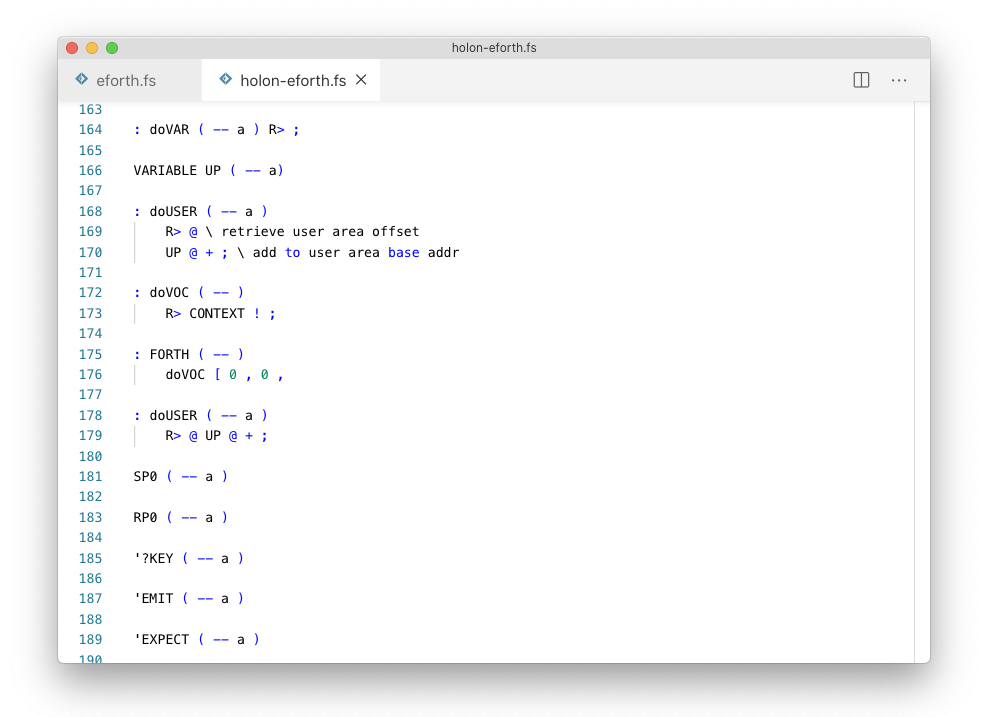 holon-eforth.fs
eforth.fs
holon-eforth.fs
163
164 : doVAR ( -- a ) R> ;
165
166 VARIABLE UP ( -- a)
167
168 : doUSER ( -- a )
169 R> @ \ retrieve user area offset
170 UP @ + ; \ add to user area base addr
171
172 : doVOC ( -- )
173 R> CONTEXT ! ;
174
175 : FORTH ( -- )
176 doVOC [ 0 , 0 ,
177
178 : doUSER ( -- a )
179 R> @ UP @ + ;
180
181 SP0 ( -- a )
182
183 RP0 ( -- a )
184
185 '?KEY ( -- a )
186
187 'EMIT ( -- a )
188
189 'EXPECT ( -- a )
190